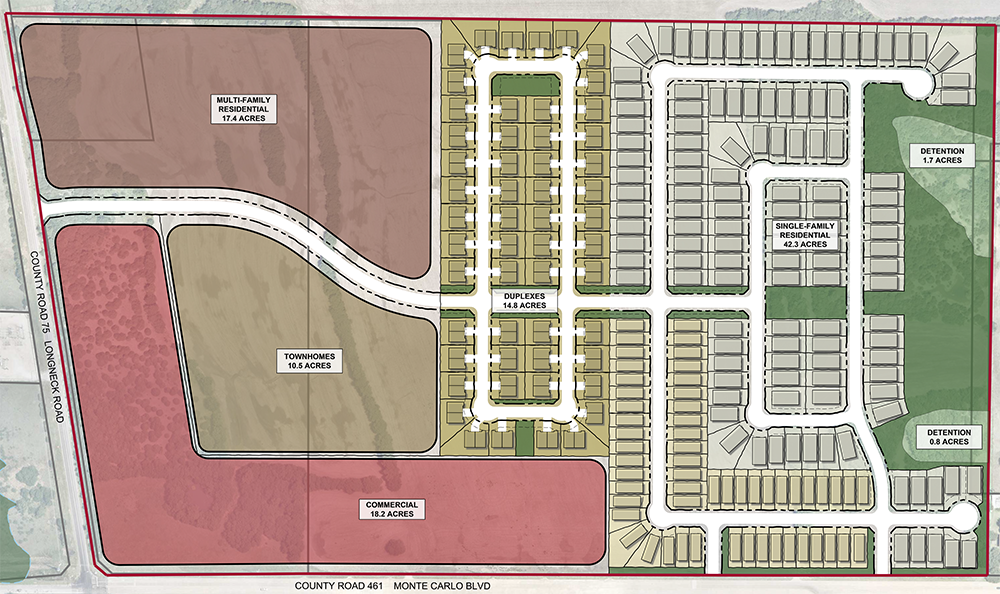 MULTI-FAMILY
RESIDENTIAL
17.4 ACRES
DETENTION
1.7 ACRES
SINGLE-FAMILY
RESIDENTIAL
42.3 ACRES
DUPLEXES
14.8 ACRES
COUNTY ROAD 75 LONGNECK ROAD
TOWNHOMES
10.5 ACRES
DETENTION
0.8 ACRES
COMMERCIAL
18.2 ACRES
COUNTY ROAD 461 MONTE CARLO BLVD